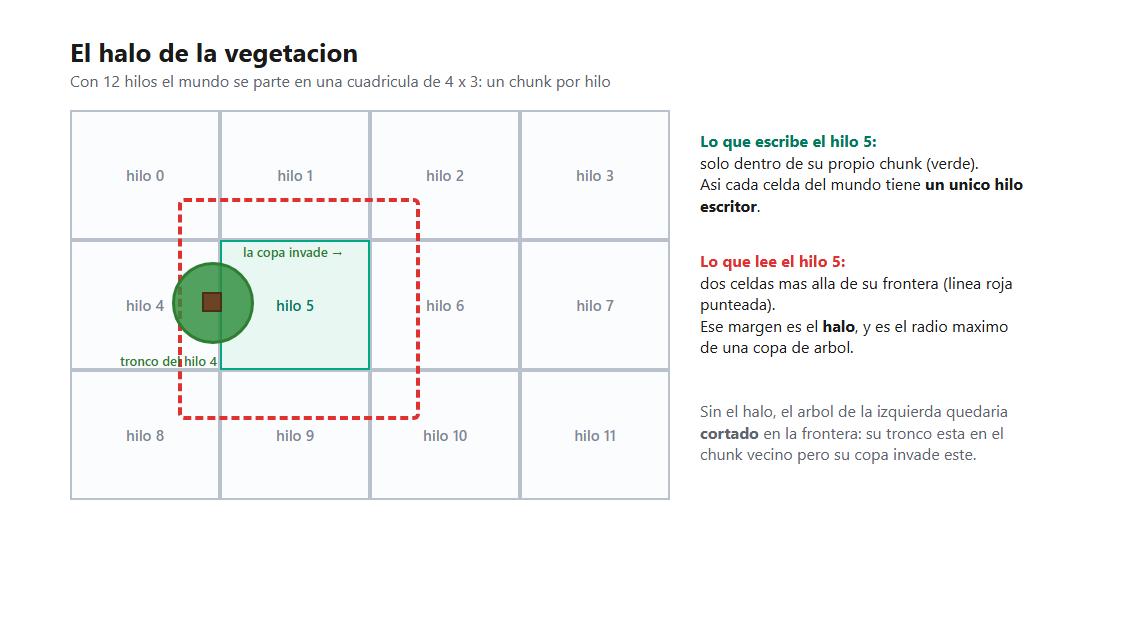 El halo de la vegetacion
Con 12 hilos el mundo se parte en una cuadricula de 4 x 3: un chunk por hilo
hilo 0
hilo 1
hilo 2
hilo 3
la copa invade →
hilo 4
hilo 5
hilo 6
hilo 7
tronco del hilo 4
hilo 8
hilo 9
hilo 10
hilo 11
Lo que escribe el hilo 5:
solo dentro de su propio chunk (verde).
Asi cada celda del mundo tiene un unico hilo
escritor.
Lo que lee el hilo 5:
dos celdas mas alla de su frontera (linea roja
punteada).
Ese margen es el halo, y es el radio maximo
de una copa de arbol.
Sin el halo, el arbol de la izquierda quedaria
cortado en la frontera: su tronco esta en el
chunk vecino pero su copa invade este.